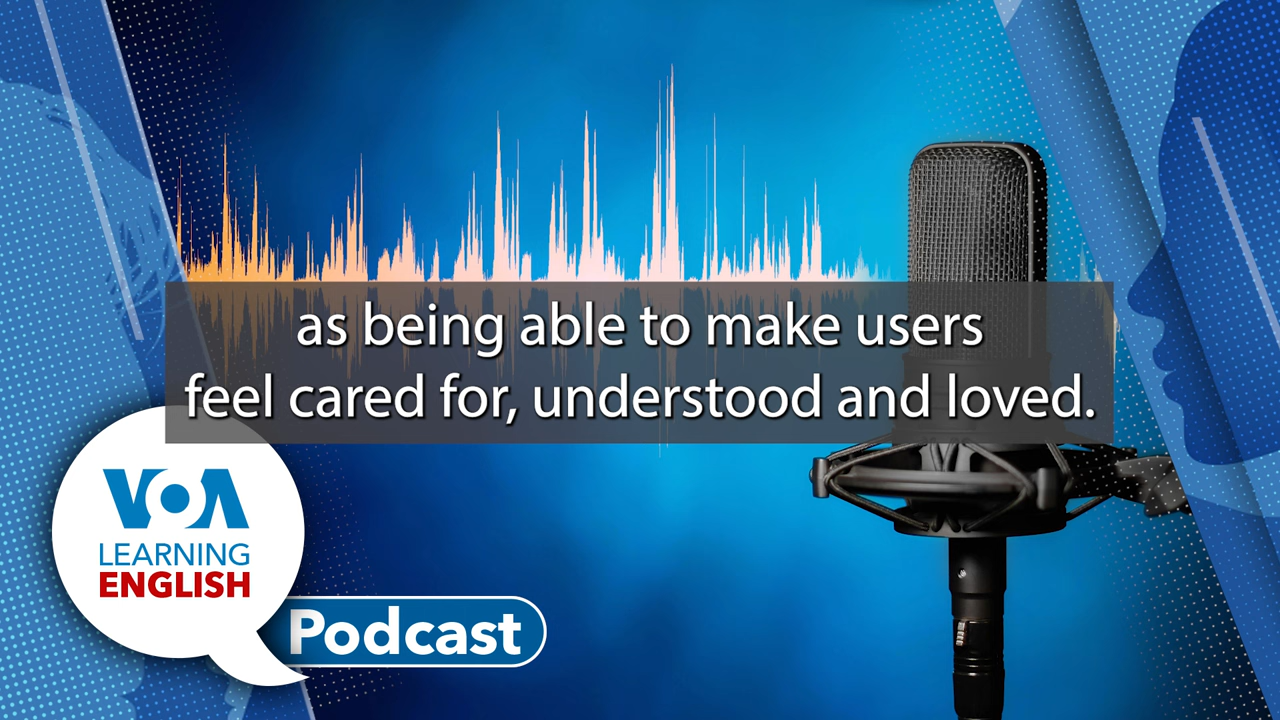 as being able to make users
feel cared for, understood and loved.
VOA
LEARNING
ENGLISH
Podcast